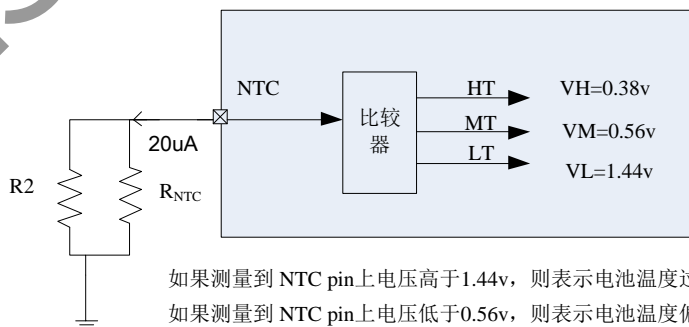 NTC
HT
VH=0.38v
比较器
MT
VM=0.56v
20uA
LT
VL=1.44v
R2
RNTC
如果测量到 NTC pin上电压高于1.44v，则表示电池温度过
如果测量到 NTC pin上电压低于0.56v，则表示电池温度偏